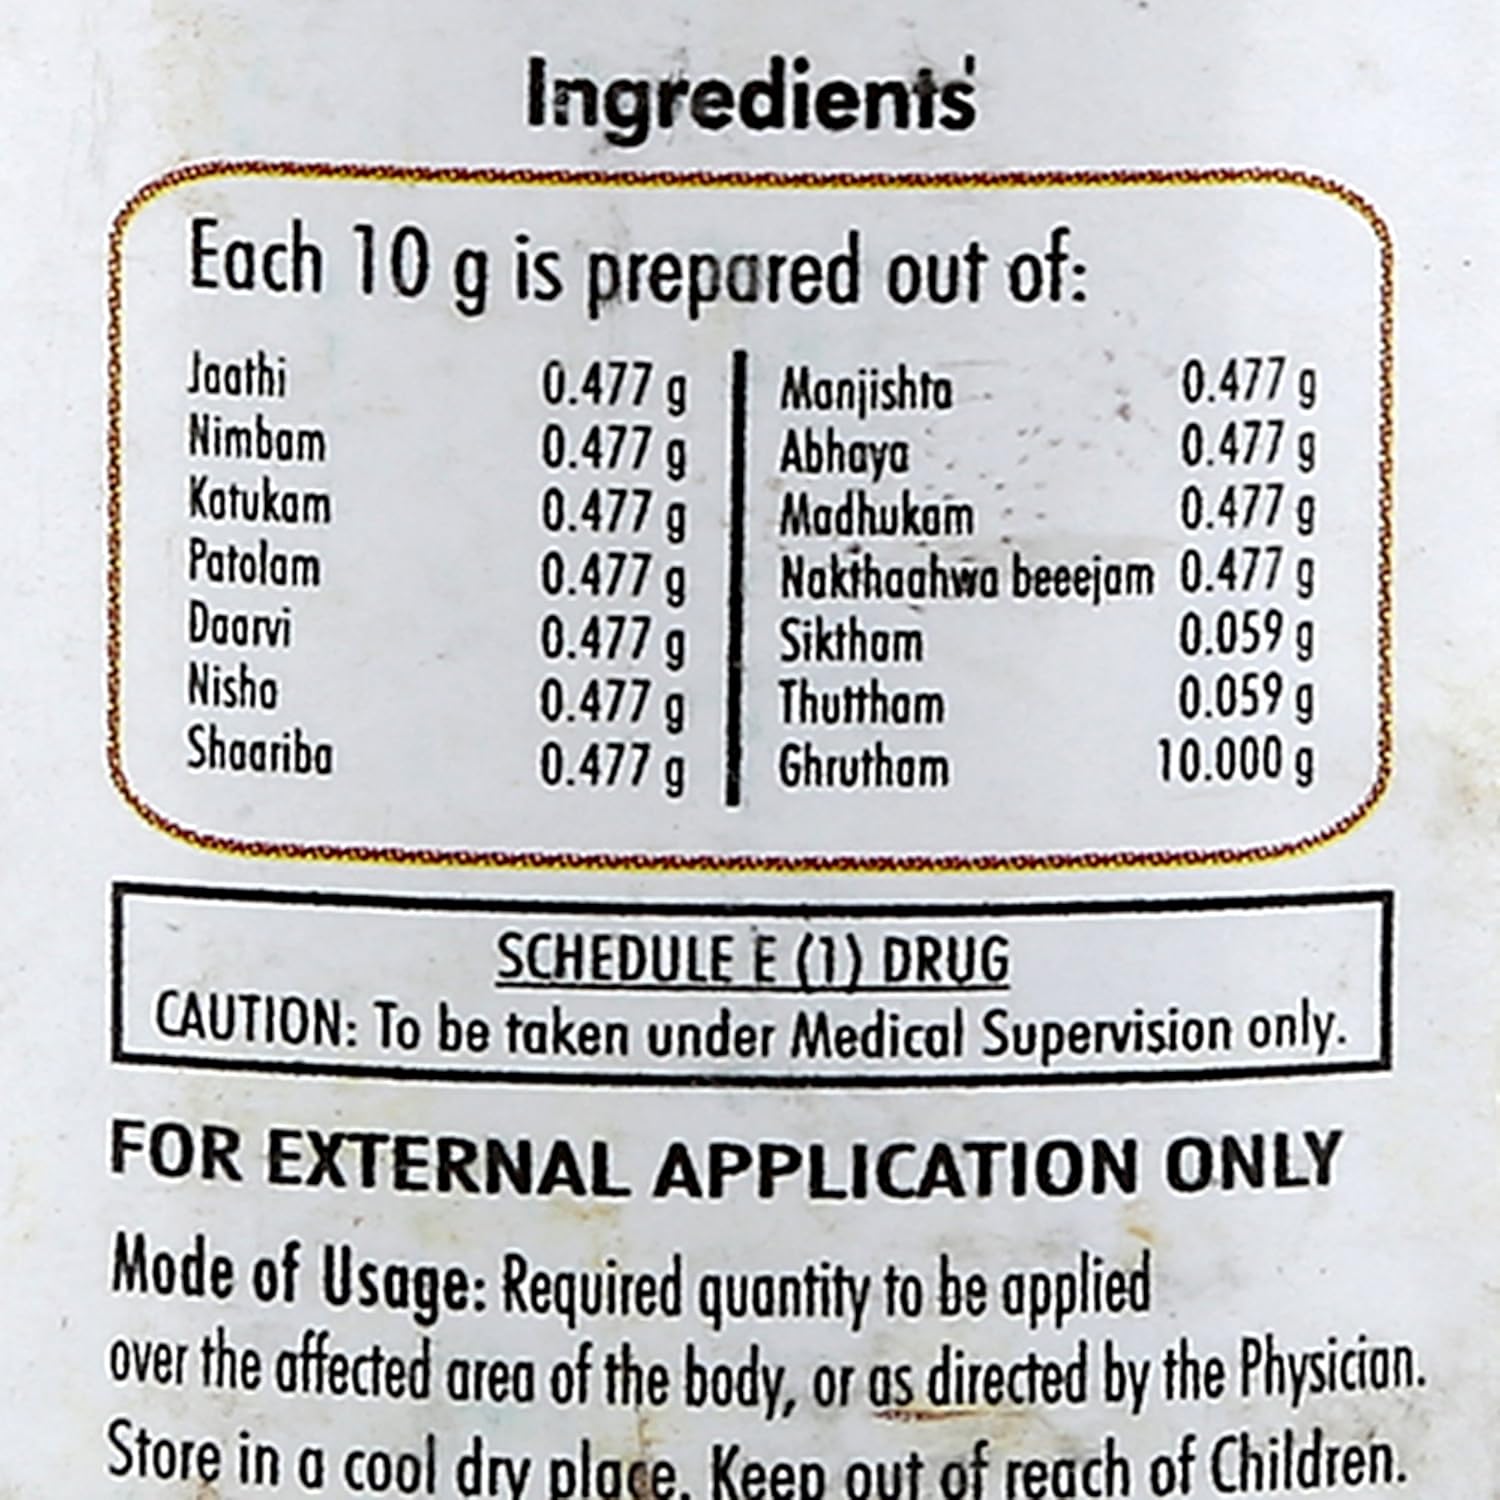 Ingredients
Each 10 g is prepared out of:
Jaathi 0.477 g
Nimbam 0.477 g
Katukam 0.477 g
Patolam 0.477 g
Daarvi 0.477 g
Nisha 0.477 g
Shaariba 0.477 g
Manjishta 0.477 g
Abhaya 0.477 g
Madhukam 0.477 g
Nakthaahwa beeejam 0.477 g
Siktham 0.059 g
Thuttham 0.059 g
Ghrutham 10.000 g
SCHEDULE E (1) DRUG
CAUTION: To be taken under Medical Supervision only.
FOR EXTERNAL APPLICATION ONLY
Mode of Usage: Required quantity to be applied
over the affected area of the body, or as directed by the Physician.
Store in a cool dry place. Keep out of reach of Children.